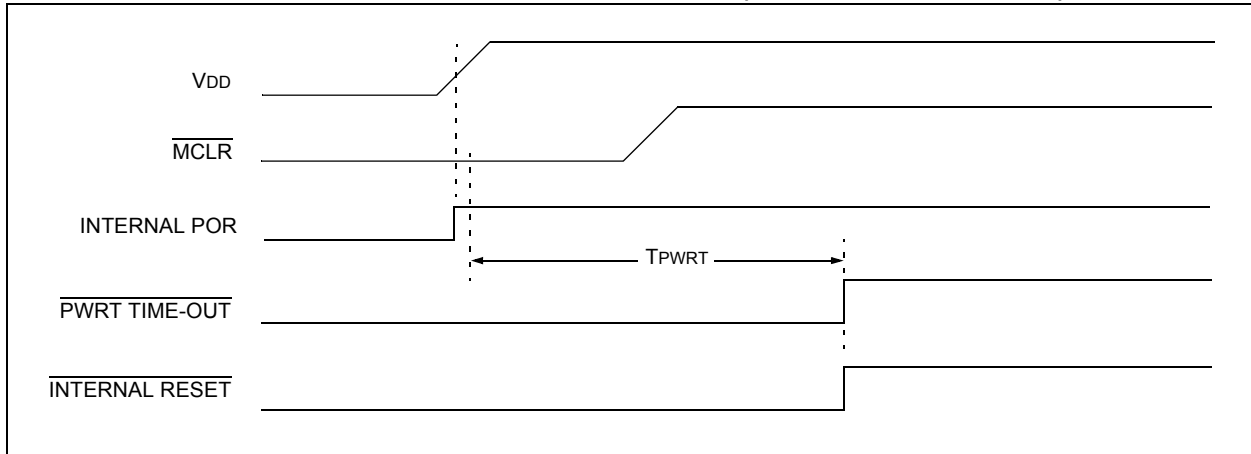 VDD
MCLR
INTERNAL POR
TPWRT
PWRT TIME-OUT
INTERNAL RESET